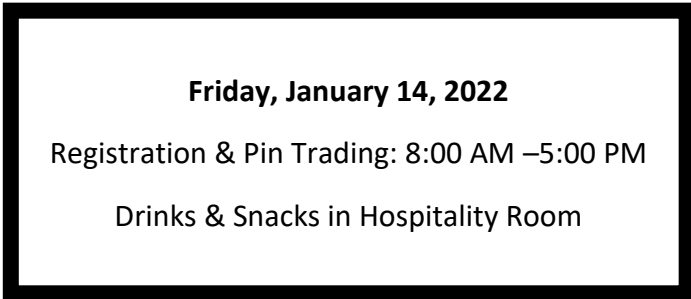 Friday, January 14, 2022
Registration & Pin Trading: 8:00 AM –5:00 PM
Drinks & Snacks in Hospitality Room